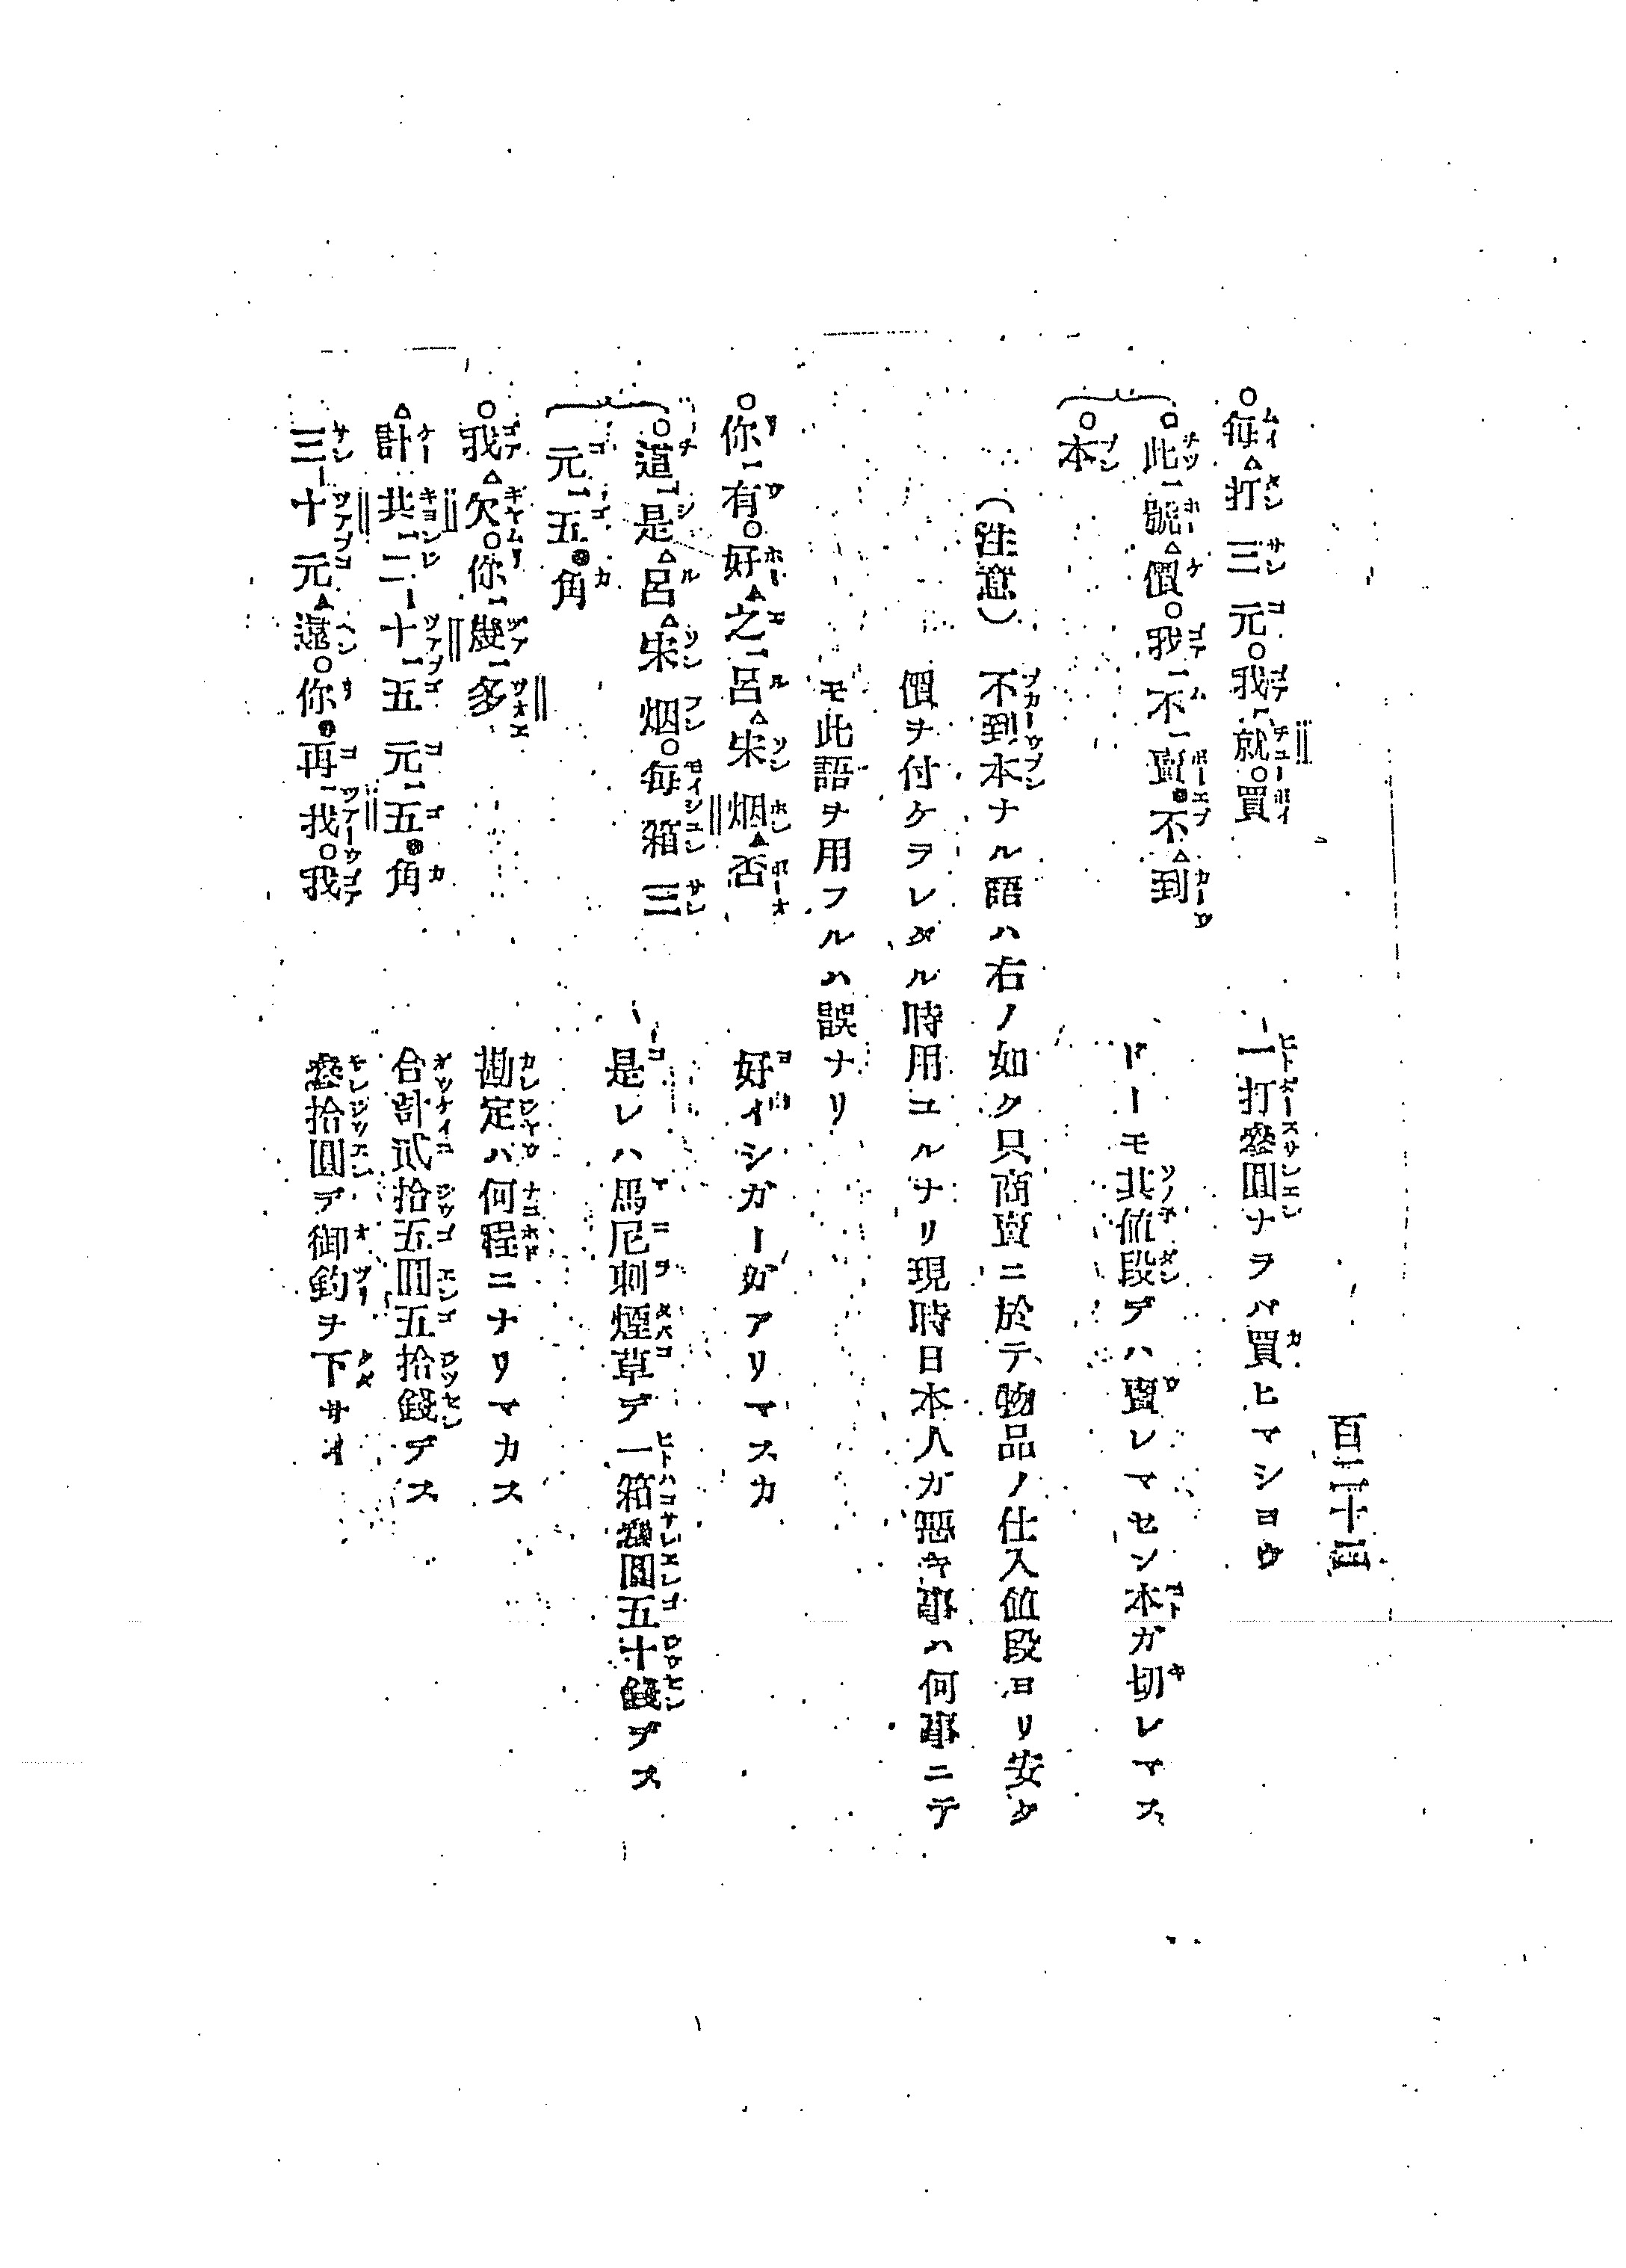 百二十四
每打三元我就買
一打參圓ナラバ買ヒマシヨウ
此號價我不賣不到
本
ドーモ此値段デハ賣レマセン本ガ切レマス
(注意) 不到本ナル語ハ右ノ如ク只商賣ニ於テ物品ノ仕入値段ヨリ安ク
價ヲ付ケラレタル時用ユルナリ現時日本人ガ惡キ事ハ何事ニテ
モ此語ヲ用フルハ誤ナリ
你有好之呂宋烟否
好イシガーガアリマスカ
這是呂宋烟每箱三
元五角
是レハ馬尼剌煙草デ一箱參圓五十錢デス
我欠你幾多
勘定ハ何程ニナリマカス
計共二十五元五角
合計貳拾五圓五拾錢デス
三十元還你再找我
參拾圓デ御釣ヲ下サイ